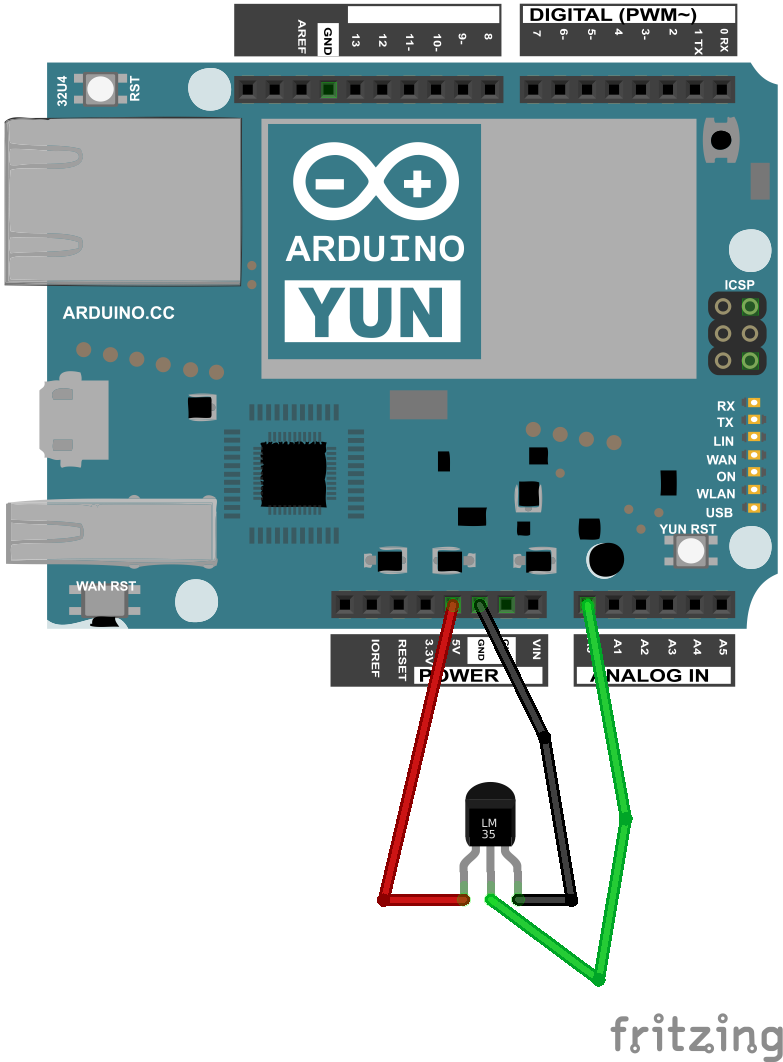 DIGITAL (PWM~)
AREF
GND
13
12
11-
10-
9-
8
7
6-
5-
4
3-
2
1 TX
0 RX
32U4
RST
ARDUINO
YUN
ARDUINO.CC
ICSP
RX
TX
LIN
WAN
ON
WLAN
USB
YUN RST
WAN RST
IOREF
RESET
3.3V
5V
GND
VIN
A1
A2
A3
A4
A5
POWER
ANALOG IN
LM
35
fritzing